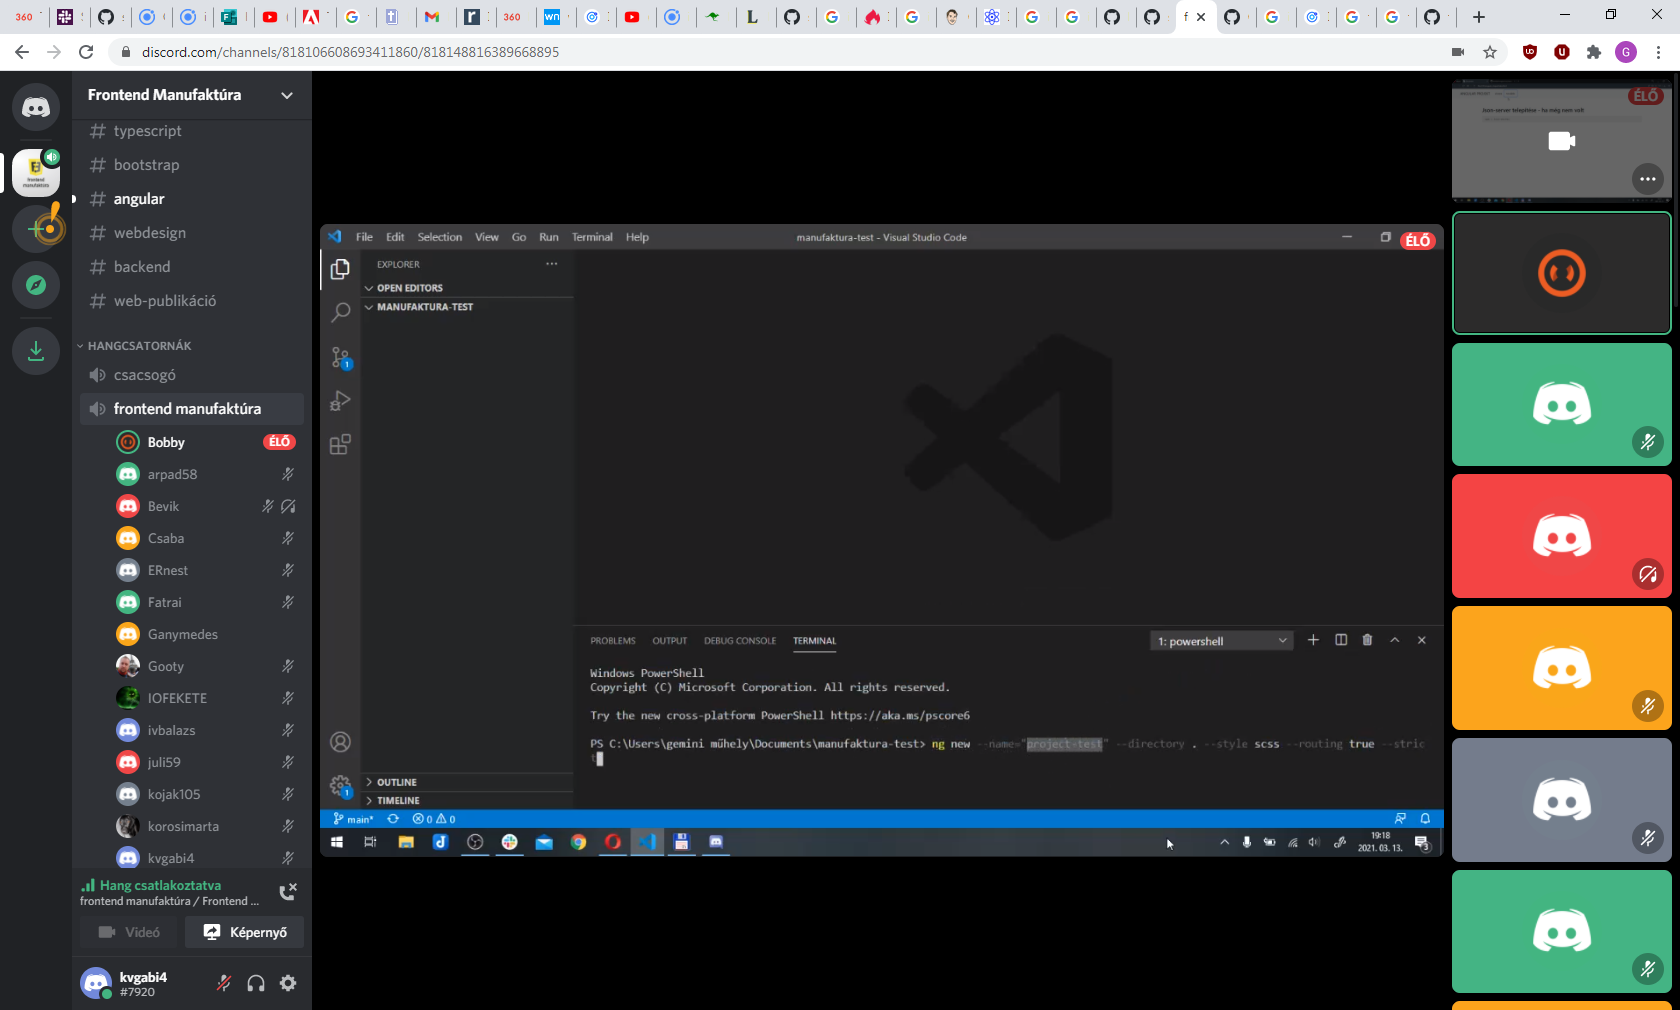 360
360
discord.com/channels/818106608693411860/818148816389668895
G
Frontend Manufaktúra
# typescript
# bootstrap
# angular
# webdesign
# backend
# web-publikáció
HANGCSATORNÁK
csacsogó
frontend manufaktúra
Bobby ÉLŐ
arpad58
Bevik
Csaba
ERnest
Fatrai
Ganymedes
Gooty
IOFEKETE
ivbalazs
juli59
kojak105
korosimarta
kvgabi4
Hang csatlakoztatva
frontend manufaktúra / Frontend ...
Videó Képernyő
kvgabi4
#7920
File Edit Selection View Go Run Terminal Help manufaktura-test - Visual Studio Code ÉLŐ
EXPLORER
OPEN EDITORS
MANUFAKTURA-TEST
OUTLINE
TIMELINE
PROBLEMS OUTPUT DEBUG CONSOLE TERMINAL 1: powershell
Windows PowerShell
Copyright (C) Microsoft Corporation. All rights reserved.
Try the new cross-platform PowerShell https://aka.ms/pscore6
PS C:\Users\gemini műhely\Documents\manufaktura-test> ng new --name="project-test" --directory . --style scss --routing true --stric
t
main* 0 0
19:18
2021. 03. 13.
ÉLŐ